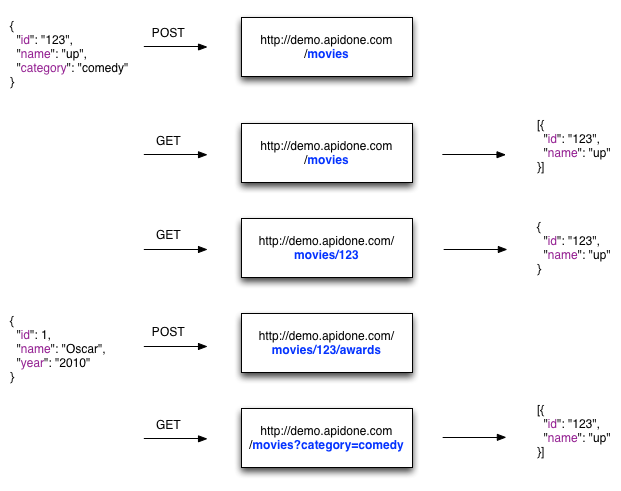 {
"id": "123",
"name": "up",
"category": "comedy"
}
POST
http://demo.apidone.com
/movies
GET
http://demo.apidone.com
/movies
[{
"id": "123",
"name": "up"
}]
GET
http://demo.apidone.com/
movies/123
{
"id": "123",
"name": "up"
}
{
"id": 1,
"name": "Oscar",
"year": "2010"
}
POST
http://demo.apidone.com/
movies/123/awards
GET
http://demo.apidone.com
/movies?category=comedy
[{
"id": "123",
"name": "up"
}]